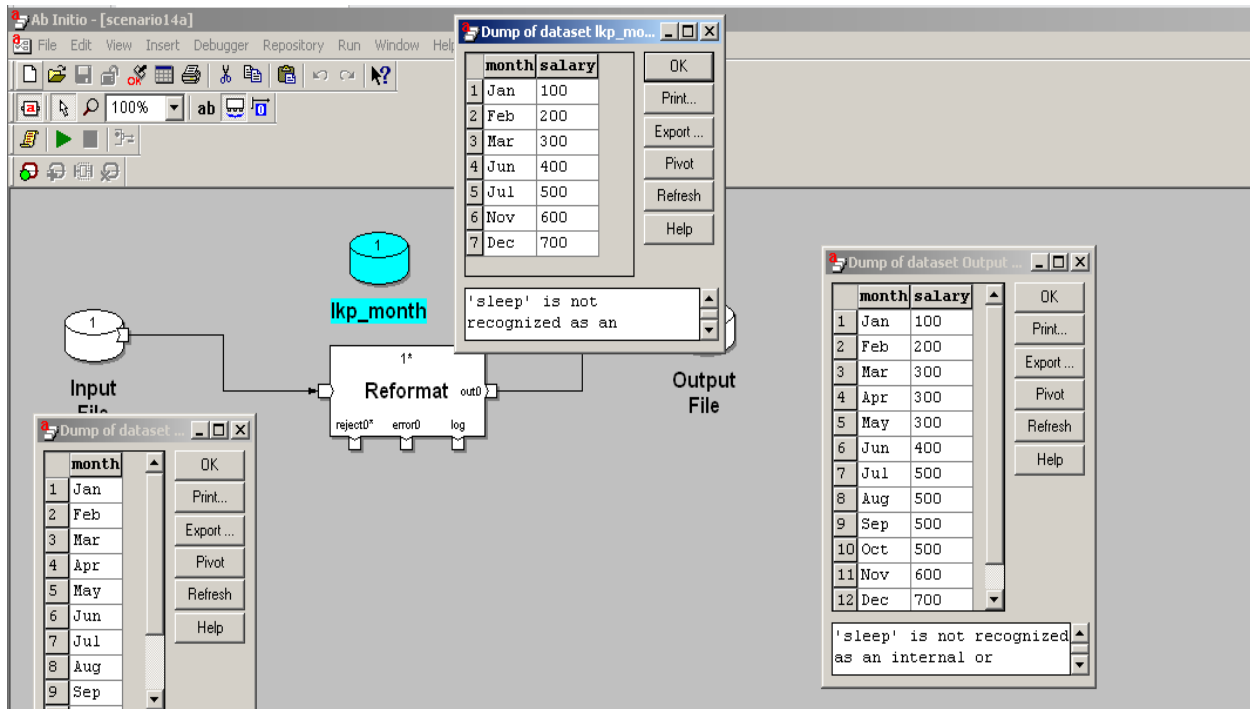 Ab Initio - [scenario14a]
File Edit View Insert Debugger Repository Run Window Help
100%
ab
Dump of dataset lkp_mo...
month salary
1 Jan 100
2 Feb 200
3 Mar 300
4 Jun 400
5 Jul 500
6 Nov 600
7 Dec 700
OK
Print...
Export ...
Pivot
Refresh
Help
'sleep' is not
recognized as an
1
lkp_month
1
Input
File
1*
Reformat
out0
reject0* error0 log
Output
File
Dump of dataset ...
month
1 Jan
2 Feb
3 Mar
4 Apr
5 May
6 Jun
7 Jul
8 Aug
9 Sep
OK
Print...
Export ...
Pivot
Refresh
Help
Dump of dataset Output ...
month salary
1 Jan 100
2 Feb 200
3 Mar 300
4 Apr 300
5 May 300
6 Jun 400
7 Jul 500
8 Aug 500
9 Sep 500
10 Oct 500
11 Nov 600
12 Dec 700
OK
Print...
Export ...
Pivot
Refresh
Help
'sleep' is not recognized
as an internal or